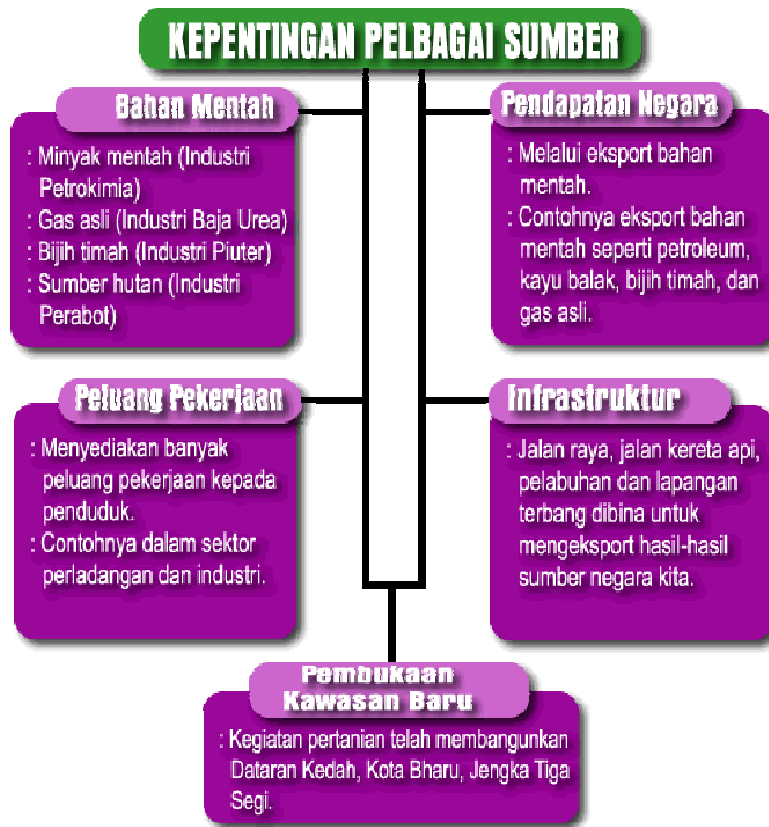 KEPENTINGAN PELBAGAI SUMBER
Bahan Mentah
: Minyak mentah (Industri
Petrokimia)
: Gas asli (Industri Baja Urea)
: Bijih timah (Industri Piuter)
: Sumber hutan (Industri
Perabot)
Pendapatan Negara
: Melalui eksport bahan
mentah.
: Contohnya eksport bahan
mentah seperti petroleum,
kayu balak, bijih timah, dan
gas asli.
Peluang Pekerjaan
: Menyediakan banyak
peluang pekerjaan kepada
penduduk.
: Contohnya dalam sektor
perladangan dan industri.
Infrastruktur
: Jalan raya, jalan kereta api,
pelabuhan dan lapangan
terbang dibina untuk
mengeksport hasil-hasil
sumber negara kita.
Pembukaan
Kawasan Baru
: Kegiatan pertanian telah membangunkan
Dataran Kedah, Kota Bharu, Jengka Tiga
Segi.